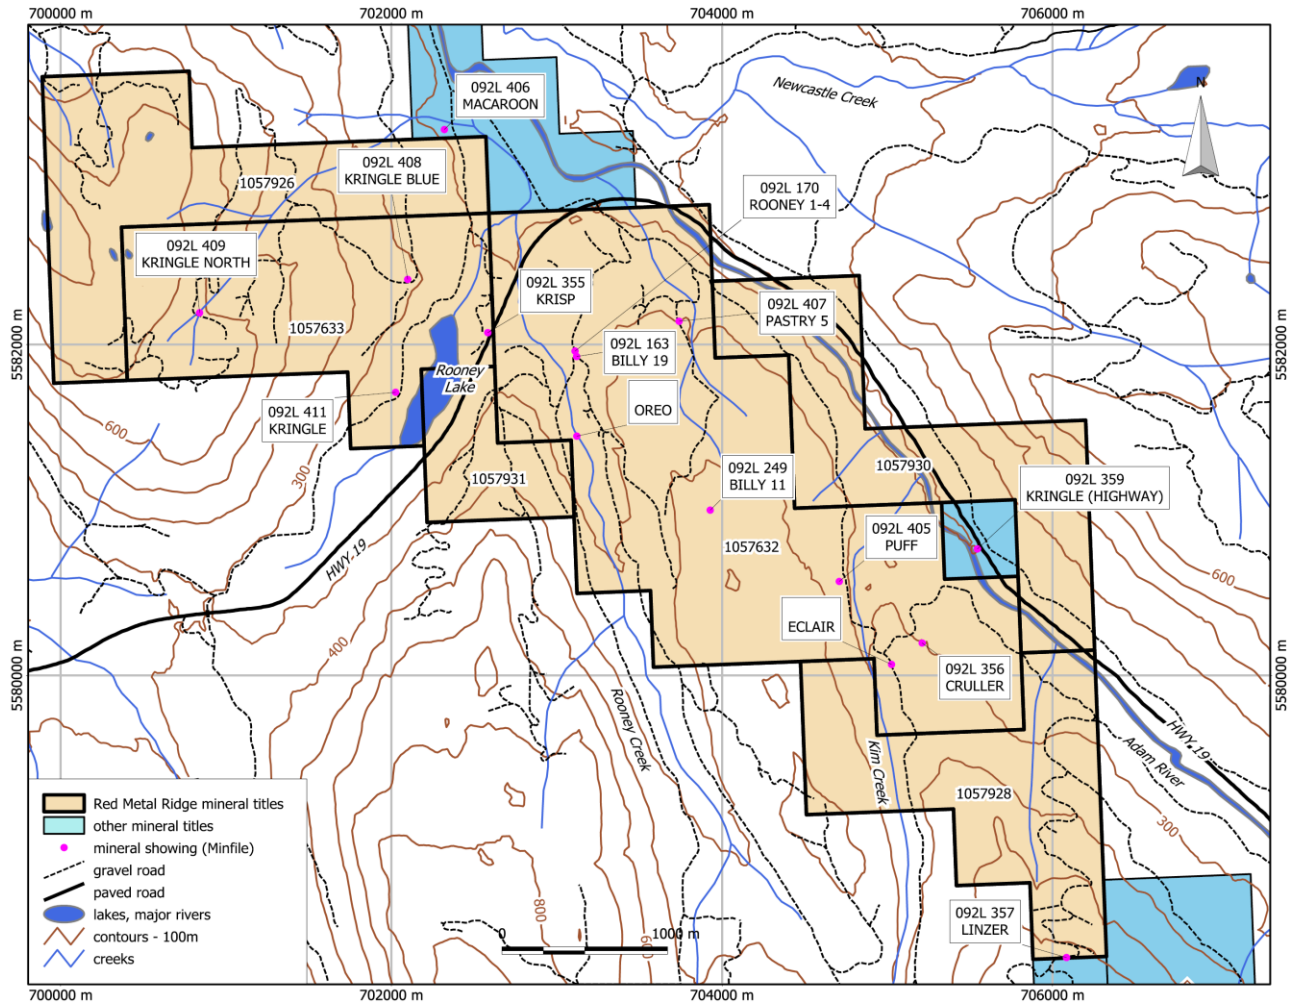 700000 m
702000 m
704000 m
706000 m
092L 406
MACAROON
Newcastle Creek
N
092L 408
KRINGLE BLUE
1057926
092L 170
ROONEY 1-4
092L 409
KRINGLE NORTH
092L 355
KRISP
092L 407
PASTRY 5
1057633
5582000 m
5582000 m
092L 163
BILLY 19
Rooney
Lake
092L 411
KRINGLE
OREO
600
300
1057931
092L 249
BILLY 11
1057930
092L 359
KRINGLE (HIGHWAY)
092L 405
PUFF
1057632
HWY 19
600
400
ECLAIR
092L 356
CRULLER
5580000 m
5580000 m
Rooney Creek
Kim Creek
HWY 19
Adam River
1057928
300
Red Metal Ridge mineral titles
other mineral titles
mineral showing (Minfile)
gravel road
paved road
lakes, major rivers
contours - 100m
creeks
800
092L 357
LINZER
0
1000 m
700000 m
702000 m
704000 m
706000 m